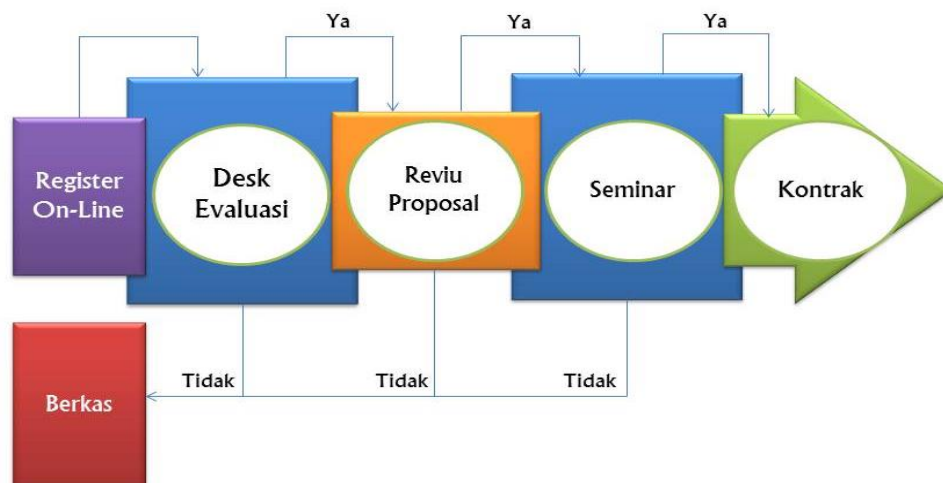 Ya
Ya
Ya
Register
On-Line
Desk
Evaluasi
Reviu
Proposal
Seminar
Kontrak
Tidak
Tidak
Tidak
Berkas